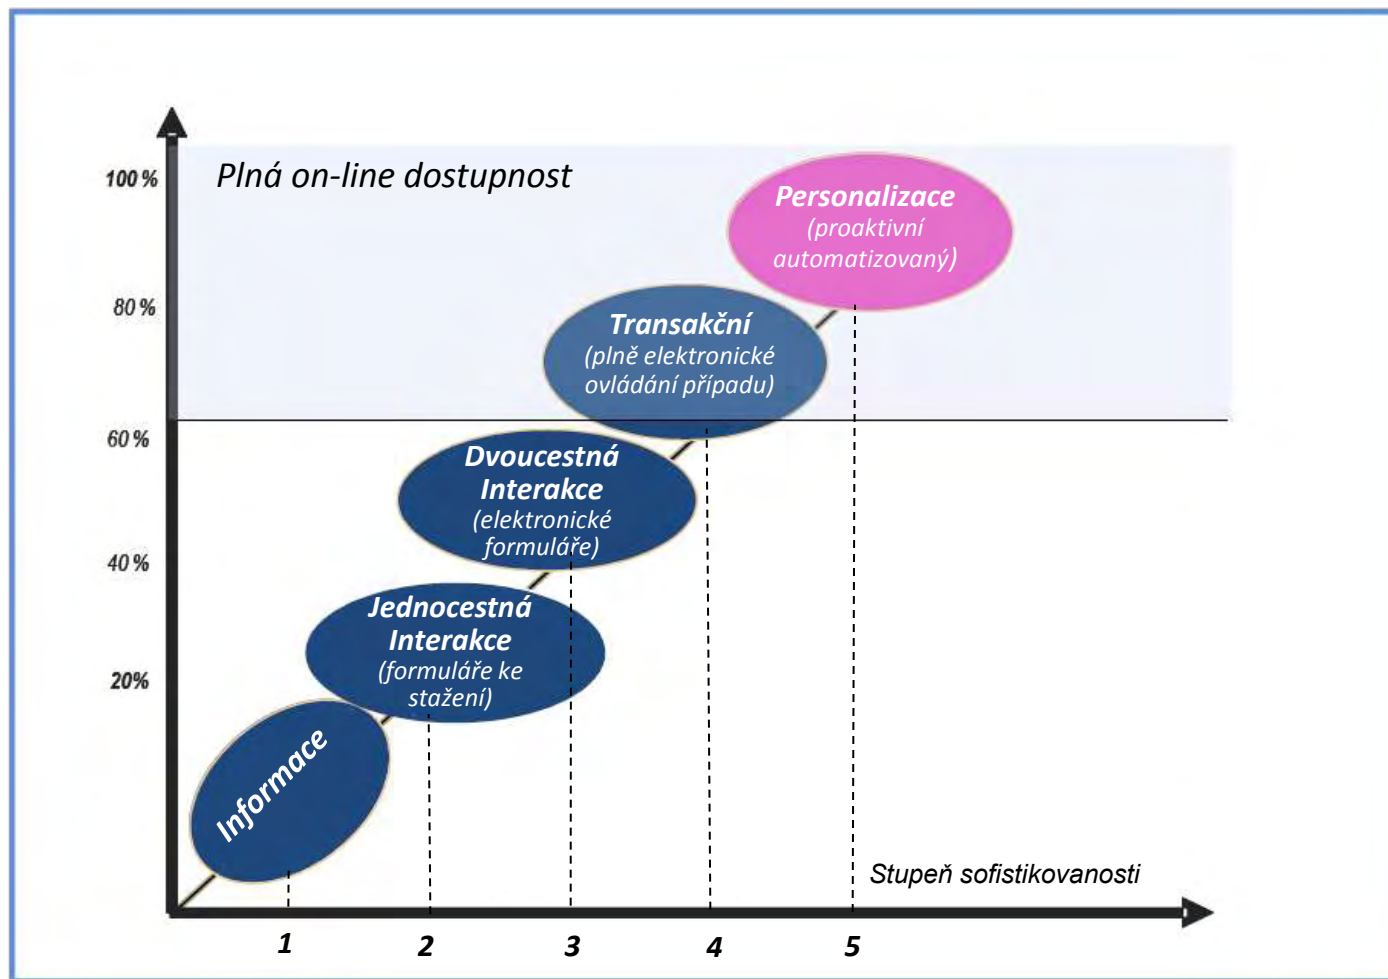 100 %
Plná on-line dostupnost
Personalizace
(proaktivní
automatizovaný)
80 %
Transakční
(plně elektronické
ovládání případu)
60 %
Dvoucestná
Interakce
(elektronické
formuláře)
40 %
Jednocestná
Interakce
(formuláře ke
stažení)
20%
Informace
Stupeň sofistikovanosti
1 2 3 4 5